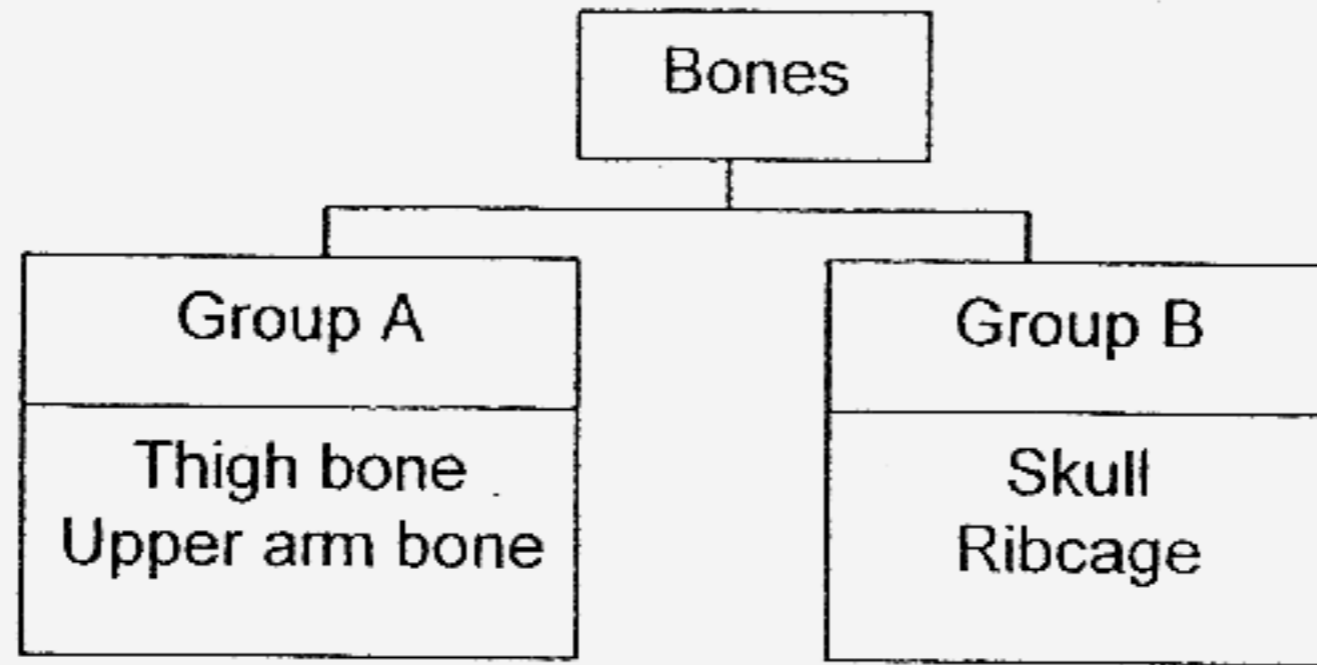 Bones
Group A
Group B
Thigh bone
Upper arm bone
Skull
Ribcage